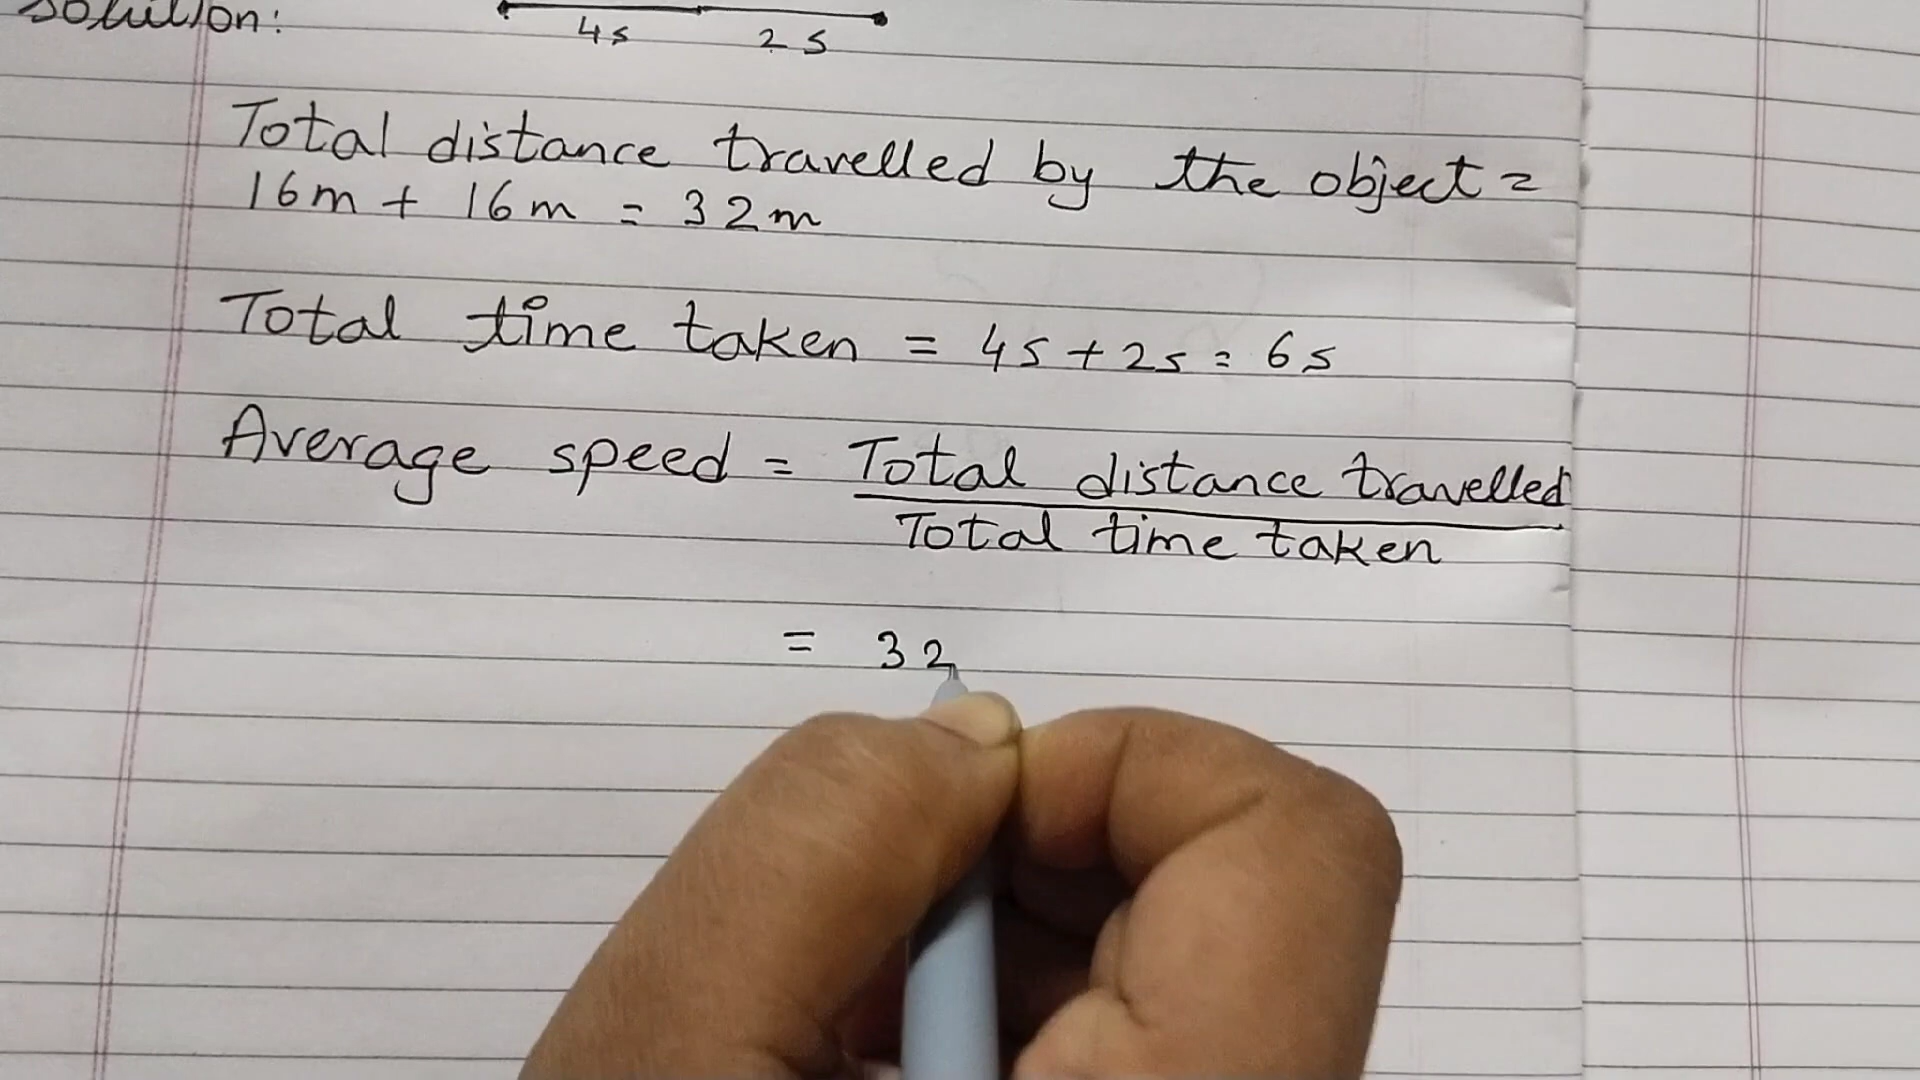 Solution:
4s 2s
Total distance travelled by the object =
16m + 16m = 32m
Total time taken = 4s + 2s = 6s
Average speed = Total distance travelled
Total time taken
= 32